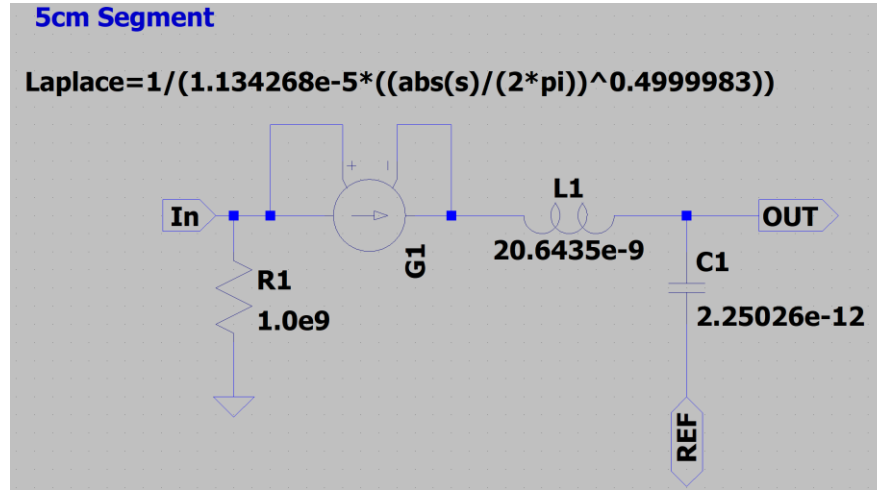 5cm Segment
Laplace=1/(1.134268e-5*((abs(s)/(2*pi))^0.4999983))
+ −
In
L1
OUT
G1
20.6435e-9
C1
R1
1.0e9
2.25026e-12
REF